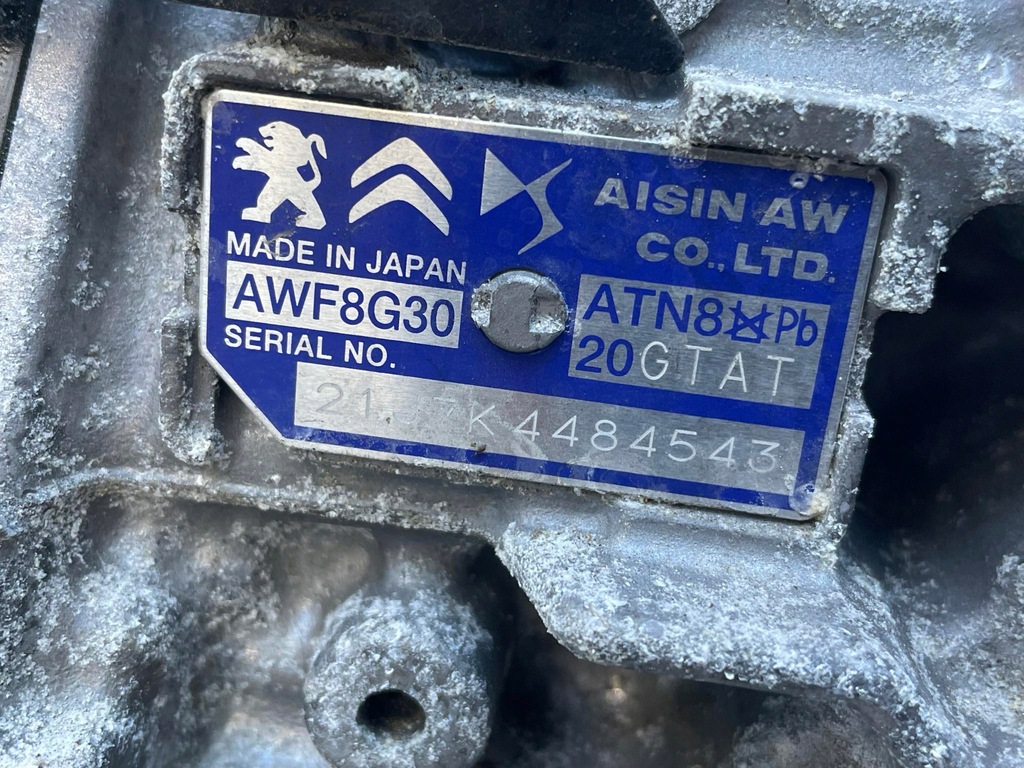 AISIN AW
CO., LTD.
MADE IN JAPAN
AWF8G30
ATN8 Pb
20GTAT
SERIAL NO.
K4484543